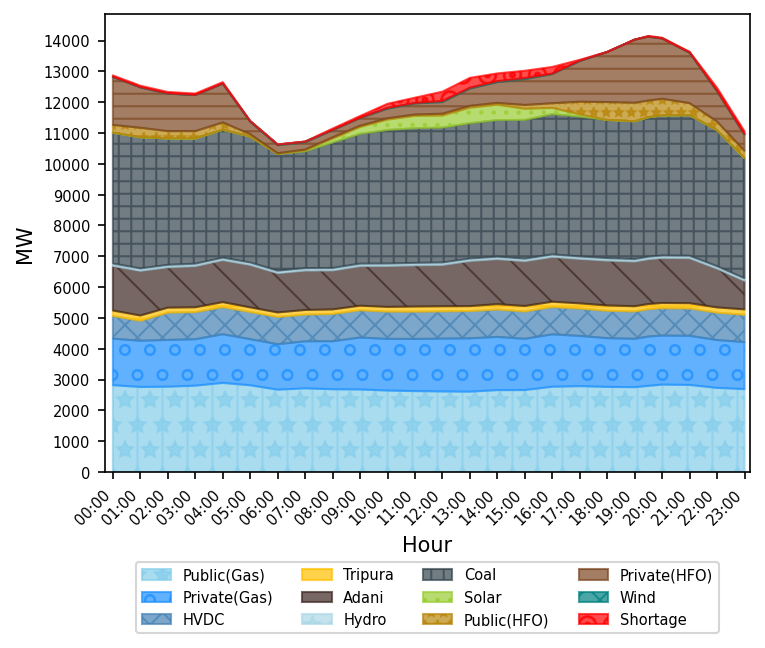 14000
13000
12000
11000
10000
9000
8000
7000
6000
5000
4000
3000
2000
1000
0
MW
00:00 01:00 02:00 03:00 04:00 05:00 06:00 07:00 08:00 09:00 10:00 11:00 12:00 13:00 14:00 15:00 16:00 17:00 18:00 19:00 20:00 21:00 22:00 23:00
Hour
Public(Gas) Tripura Coal Private(HFO)
Private(Gas) Adani Solar Wind
HVDC Hydro Public(HFO) Shortage